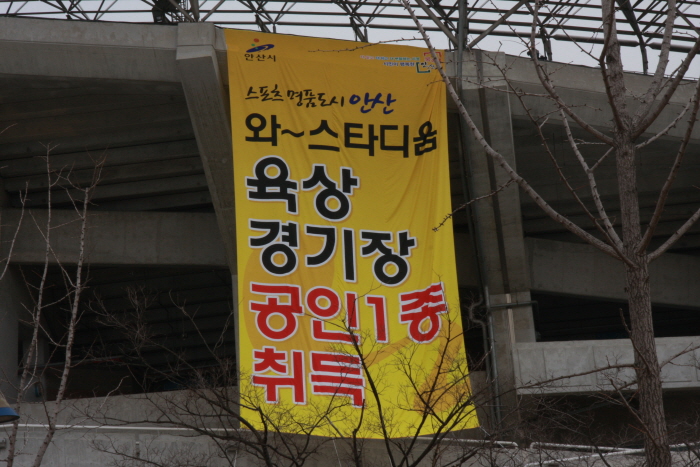 안산시
스포츠 명품도시 안산
와~스타디움
육상
경기장
공인1종
취득